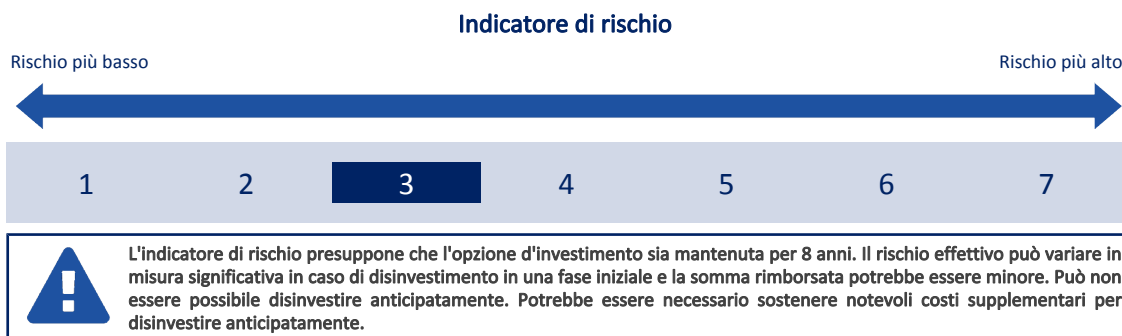 Indicatore di rischio
Rischio più basso
Rischio più alto
1 2 3 4 5 6 7
L'indicatore di rischio presuppone che l'opzione d'investimento sia mantenuta per 8 anni. Il rischio effettivo può variare in
misura significativa in caso di disinvestimento in una fase iniziale e la somma rimborsata potrebbe essere minore. Può non
essere possibile disinvestire anticipatamente. Potrebbe essere necessario sostenere notevoli costi supplementari per
disinvestire anticipatamente.